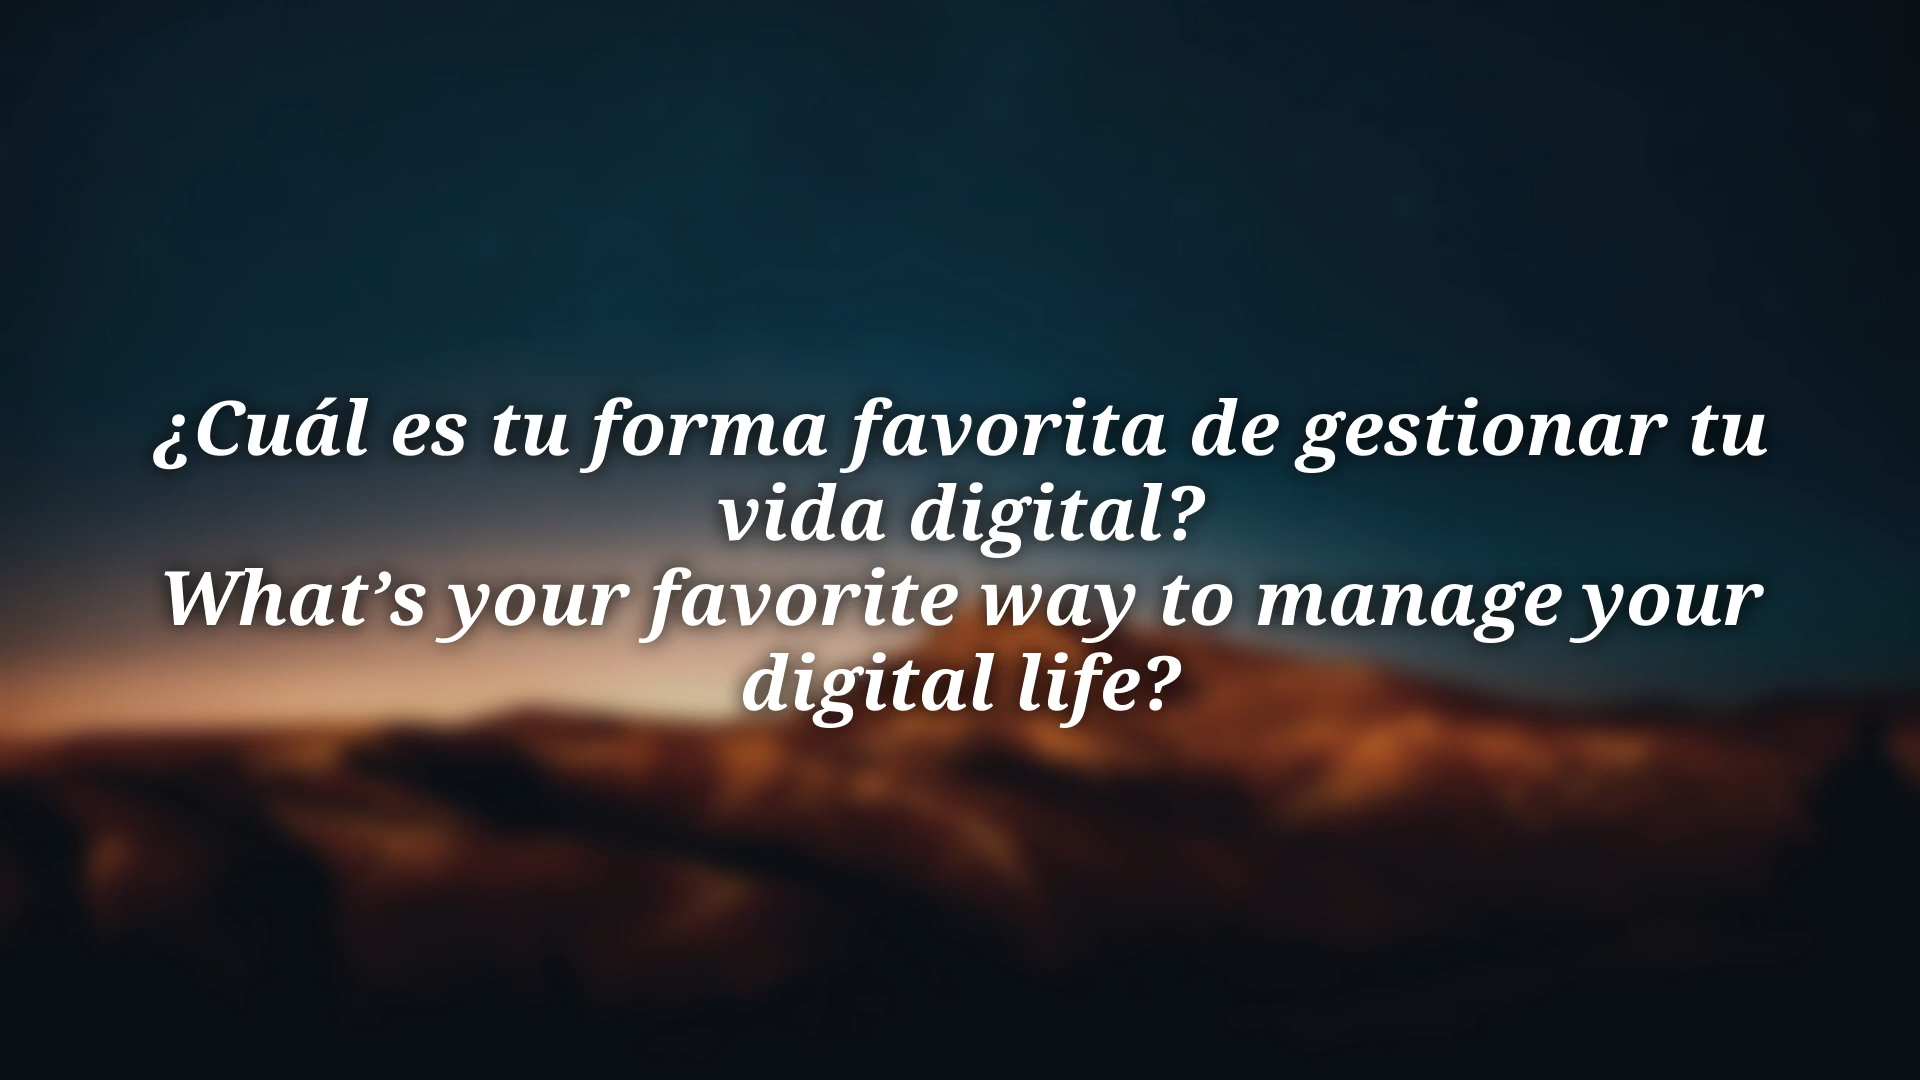 ¿Cuál es tu forma favorita de gestionar tu
vida digital?
What’s your favorite way to manage your
digital life?